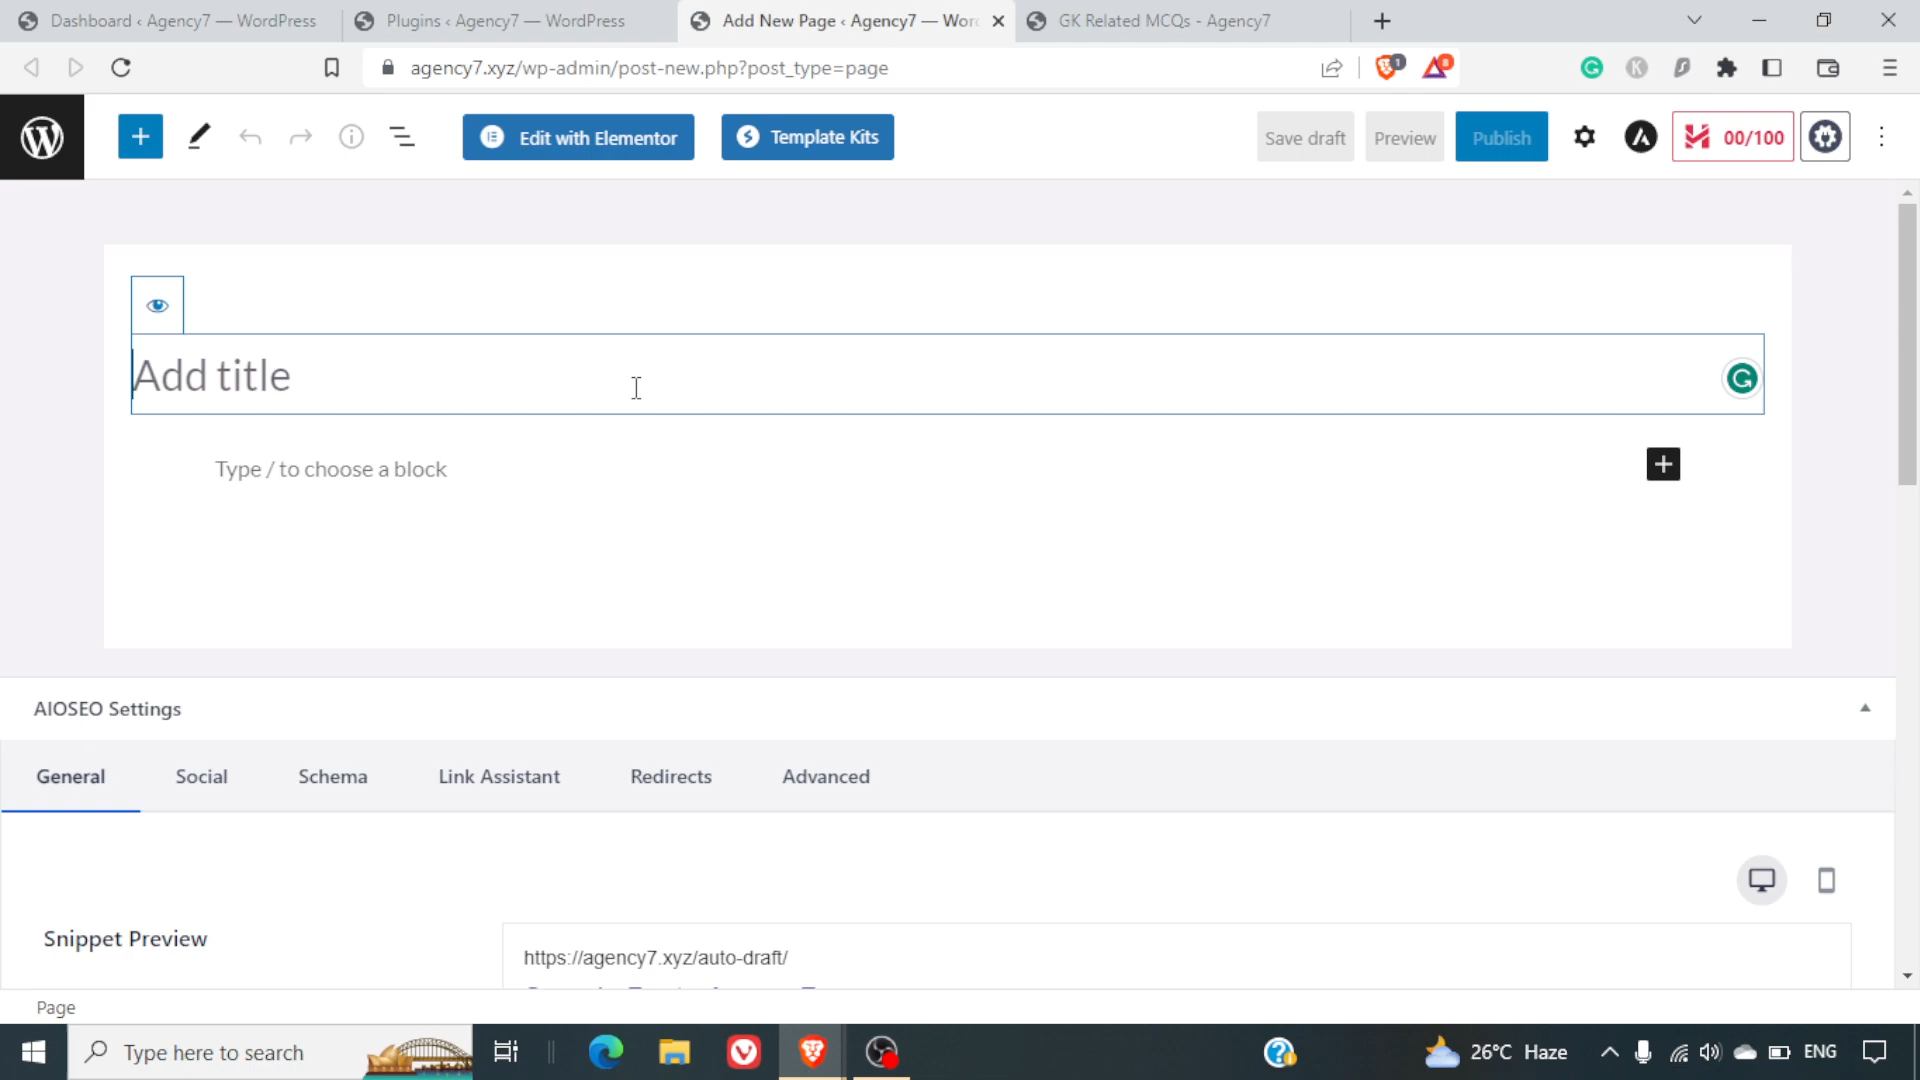 Dashboard ‹ Agency7 — WordPress
Plugins ‹ Agency7 — WordPress
Add New Page ‹ Agency7 — Wor
GK Related MCQs - Agency7
agency7.xyz/wp-admin/post-new.php?post_type=page
1
8
Edit with Elementor
Template Kits
Save draft
Preview
Publish
00/100
Add title
Type / to choose a block
AIOSEO Settings
General
Social
Schema
Link Assistant
Redirects
Advanced
Snippet Preview
https://agency7.xyz/auto-draft/
Page
Type here to search
26°C Haze
ENG